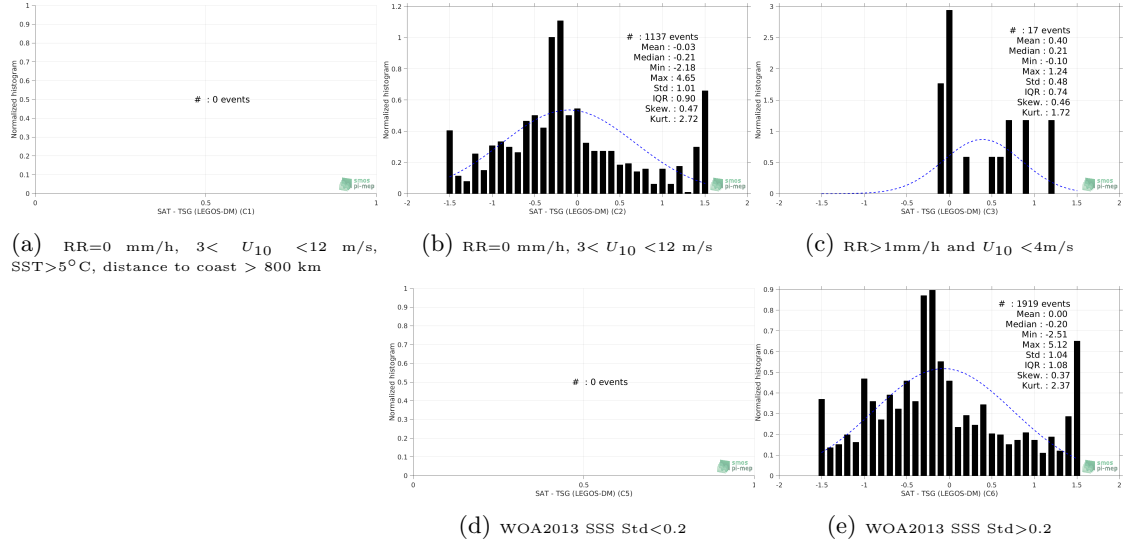 1
0.9
0.8
0.7
0.6
0.5
0.4
0.3
0.2
0.1
0
Normalized histogram
# : 0 events
0 0.5 1
SAT - TSG (LEGOS-DM) (C1)
smos
pi-mep
(a) RR=0 mm/h, 3< U10 <12 m/s,
SST>5°C, distance to coast > 800 km
1.2
1
0.8
0.6
0.4
0.2
0
Normalized histogram
# : 1137 events
Mean : -0.03
Median : -0.21
Min : -2.18
Max : 4.65
Std : 1.01
IQR : 0.90
Skew. : 0.47
Kurt. : 2.72
-2 -1.5 -1 -0.5 0 0.5 1 1.5 2
SAT - TSG (LEGOS-DM) (C2)
smos
pi-mep
(b) RR=0 mm/h, 3< U10 <12 m/s
3
2.5
2
1.5
1
0.5
0
Normalized histogram
# : 17 events
Mean : 0.40
Median : 0.21
Min : -0.10
Max : 1.24
Std : 0.48
IQR : 0.74
Skew. : 0.46
Kurt. : 1.72
-2 -1.5 -1 -0.5 0 0.5 1 1.5 2
SAT - TSG (LEGOS-DM) (C3)
smos
pi-mep
(c) RR>1mm/h and U10 <4m/s
1
0.9
0.8
0.7
0.6
0.5
0.4
0.3
0.2
0.1
0
Normalized histogram
# : 0 events
0 0.5 1
SAT - TSG (LEGOS-DM) (C5)
smos
pi-mep
(d) WOA2013 SSS Std<0.2
0.9
0.8
0.7
0.6
0.5
0.4
0.3
0.2
0.1
0
Normalized histogram
# : 1919 events
Mean : 0.00
Median : -0.20
Min : -2.51
Max : 5.12
Std : 1.04
IQR : 1.08
Skew. : 0.37
Kurt. : 2.37
-2 -1.5 -1 -0.5 0 0.5 1 1.5 2
SAT - TSG (LEGOS-DM) (C6)
smos
pi-mep
(e) WOA2013 SSS Std>0.2